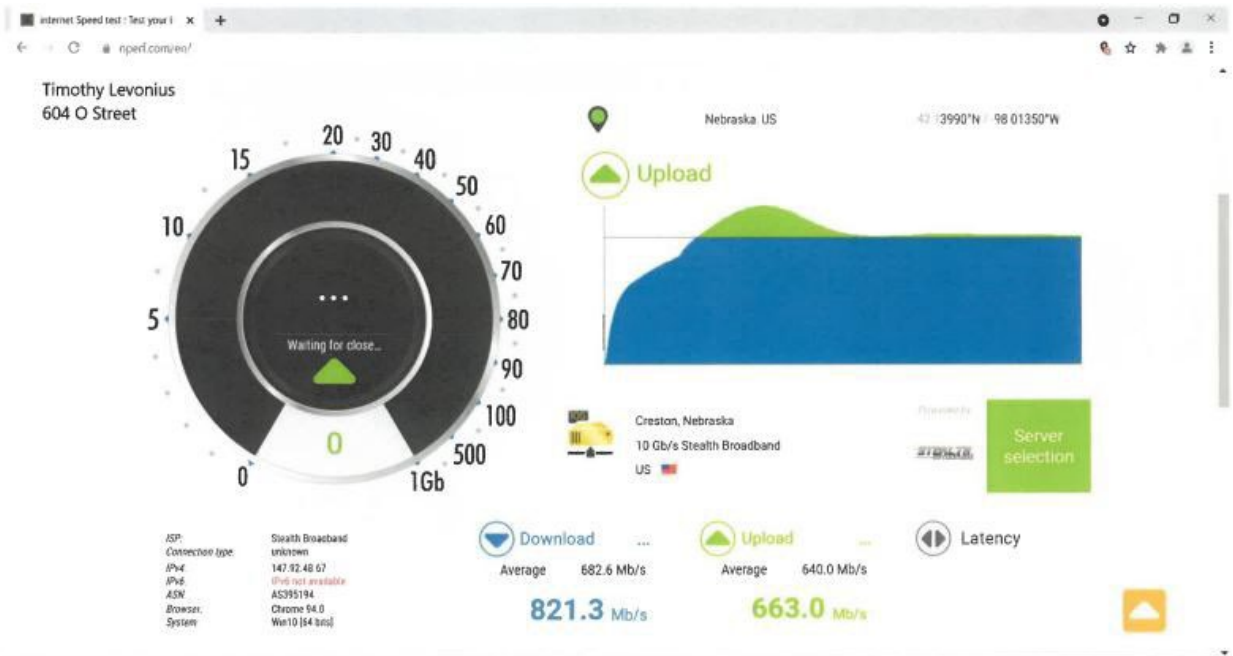 internet Speed test : Test your i
nperf.com/en/
Timothy Levonius
604 O Street
Nebraska US
3990°N 98 01350°W
Upload
0
5
10
15
20
30
40
50
60
70
80
90
100
500
1Gb
...
Waiting for close...
0
Creston, Nebraska
10 Gb/s Stealth Broadband
US
Server
selection
ISP: Stealth Broadband
Connection type: unknown
IPv4 147.92.48.67
IPv6 IPv6 not available
ASN AS395194
Browser: Chrome 94.0
System Win10 [64 bits]
Download ...
Average 682.6 Mb/s
821.3 Mb/s
Upload ...
Average 640.0 Mb/s
663.0 Mb/s
Latency